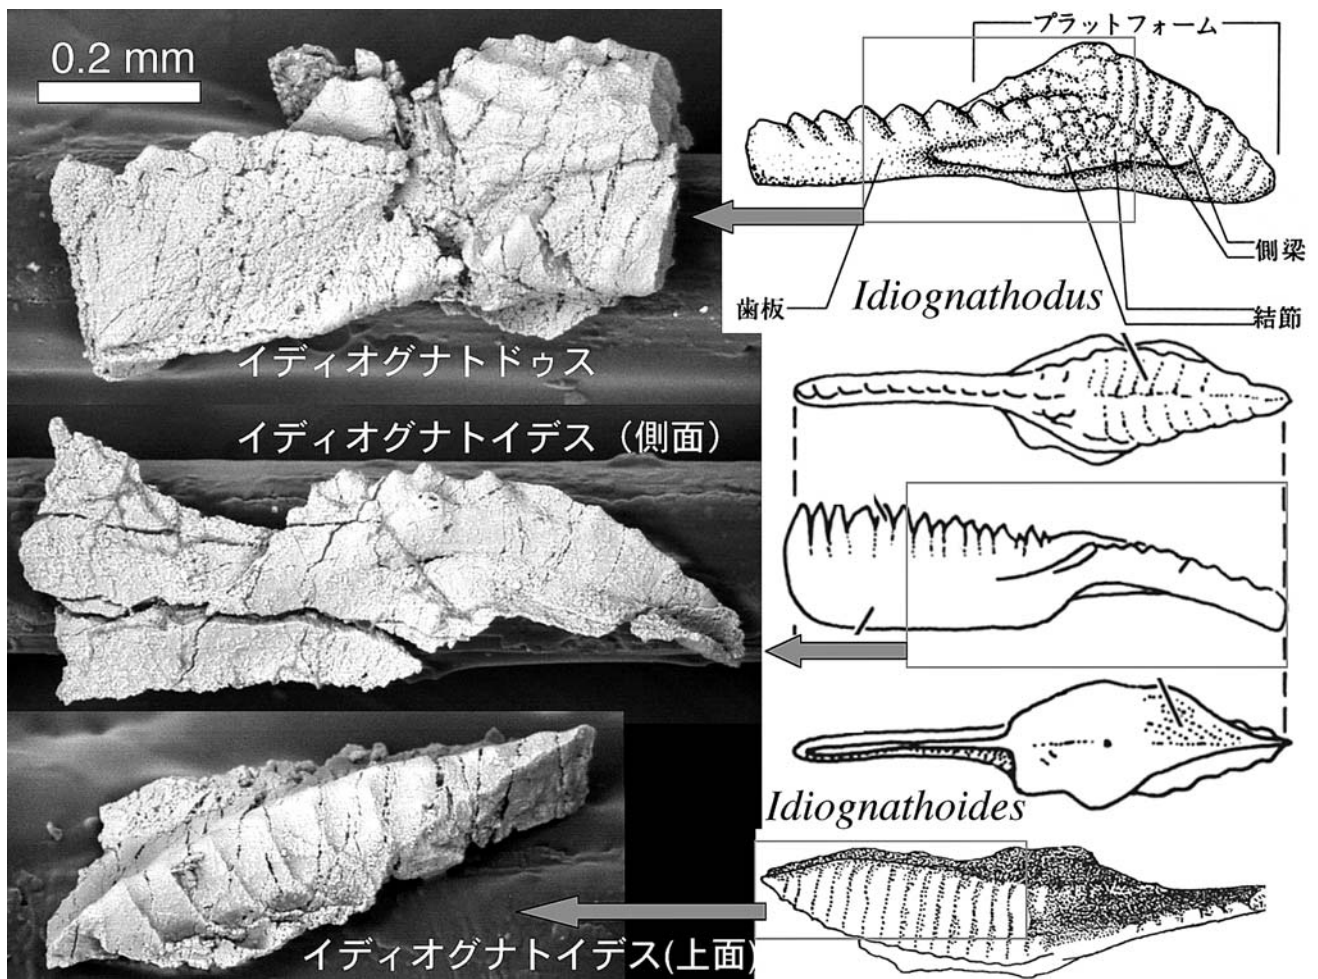 0.2 mm
プラットフォーム
側梁
歯板
Idiognathodus
結節
イディオグナトドゥス
イディオグナトイデス（側面）
Idiognathoides
イディオグナトイデス(上面)